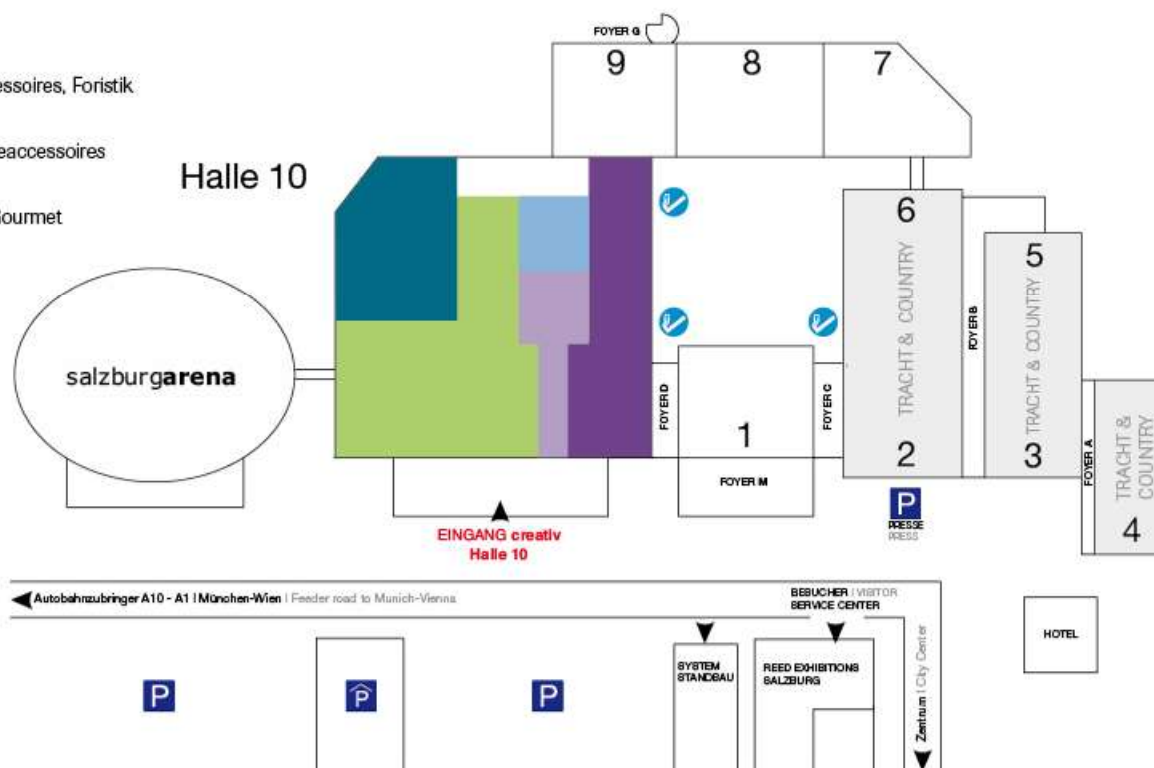 FOYER G
9
8
7
essoires, Foristik
eaccessoires
Halle 10
Gourmet
6
TRACHT & COUNTRY
2
FOYER B
5
TRACHT & COUNTRY
3
salzburgarena
FOYER D
1
FOYER C
FOYER M
FOYER A
TRACHT &
COUNTRY
4
P
PRESSE
PRESS
EINGANG creativ
Halle 10
Autobahnzubringer A10 - A1 | München-Wien | Feeder road to Munich-Vienna
BESUCHER | VISITOR
SERVICE CENTER
HOTEL
Zentrum | City Center
SYSTEM
STANDBAU
REED EXHIBITIONS
SALZBURG
P
P
P